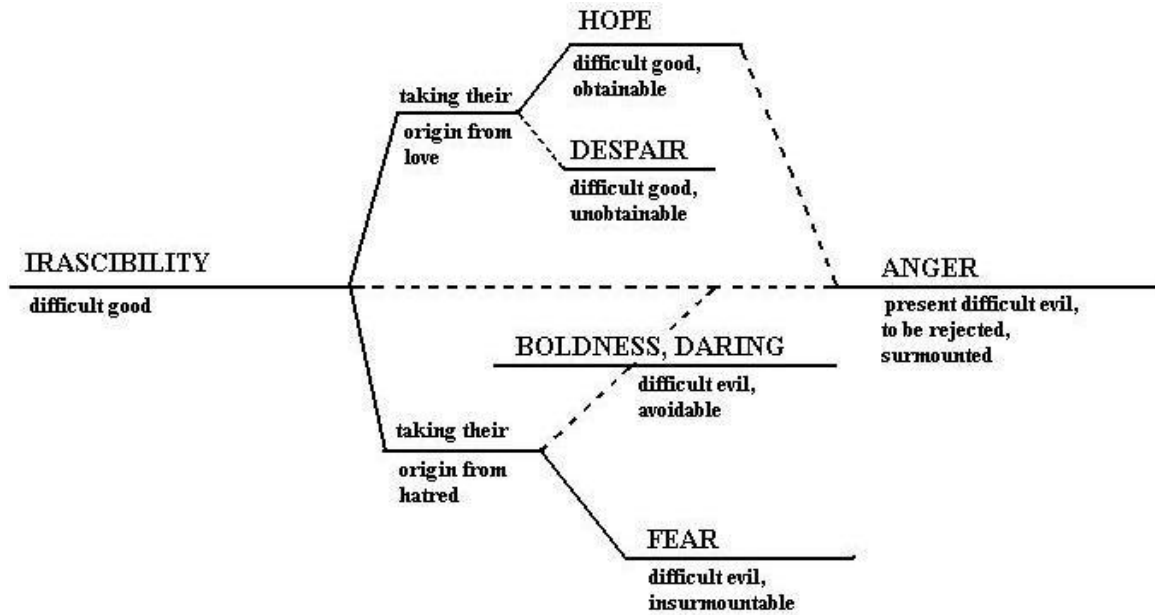 HOPE
difficult good,
obtainable
taking their
origin from
love
DESPAIR
difficult good,
unobtainable
IRASCIBILITY
difficult good
ANGER
present difficult evil,
to be rejected,
surmounted
BOLDNESS, DARING
difficult evil,
avoidable
taking their
origin from
hatred
FEAR
difficult evil,
insurmountable